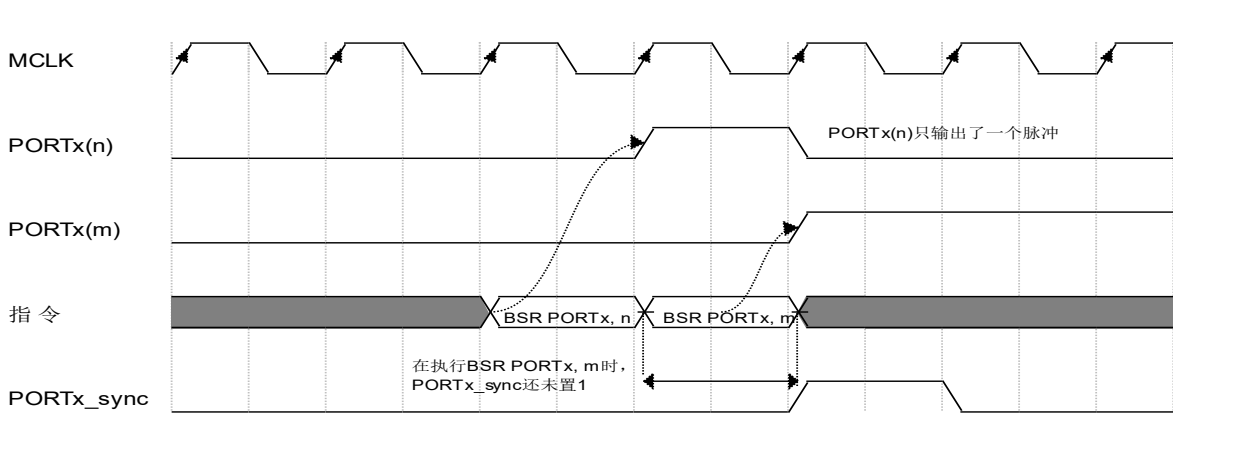 MCLK
PORTx(n)
PORTx(n)只输出了一个脉冲
PORTx(m)
指令
BSR PORTx, n
BSR PORTx, m
在执行BSR PORTx, m时，
PORTx_sync还未置1
PORTx_sync